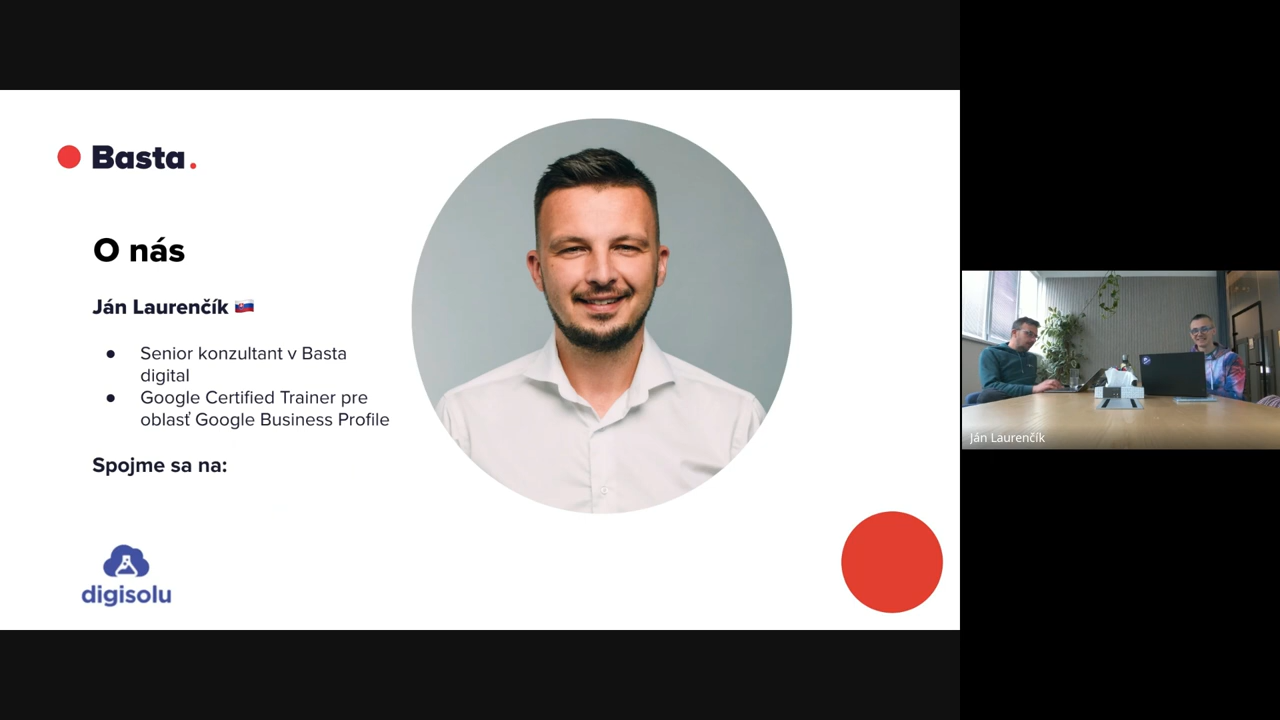 Basta.
O nás
Ján Laurenčík
Senior konzultant v Basta
digital
Google Certified Trainer pre
oblasť Google Business Profile
Spojme sa na:
digisolu
Ján Laurenčík